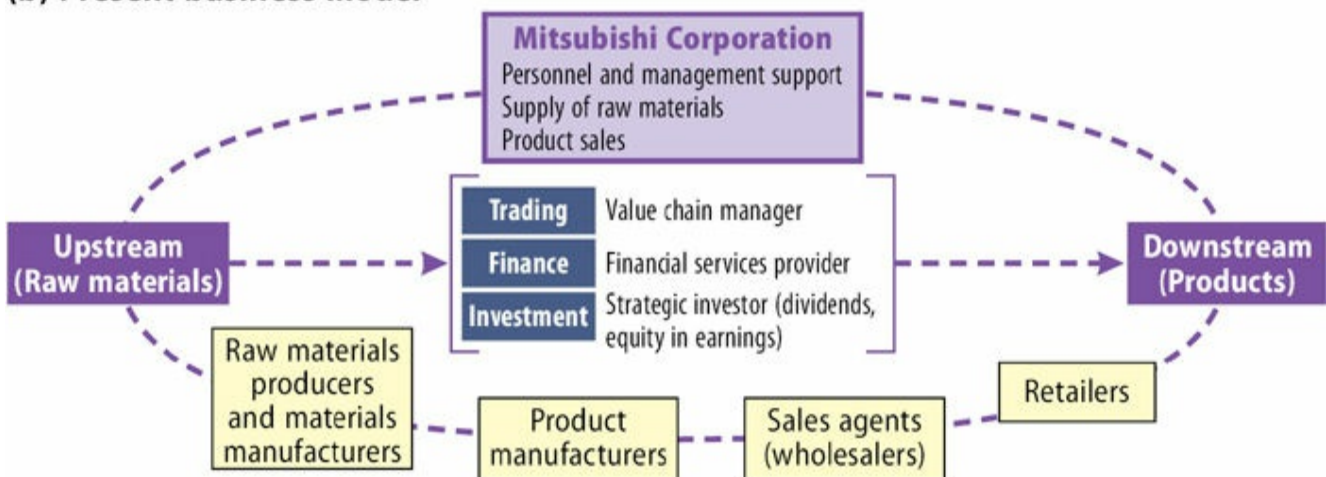 Mitsubishi Corporation
Personnel and management support
Supply of raw materials
Product sales
Upstream
(Raw materials)
Trading
Value chain manager
Finance
Financial services provider
Investment
Strategic investor (dividends,
equity in earnings)
Downstream
(Products)
Raw materials
producers
and materials
manufacturers
Product
manufacturers
Sales agents
(wholesalers)
Retailers